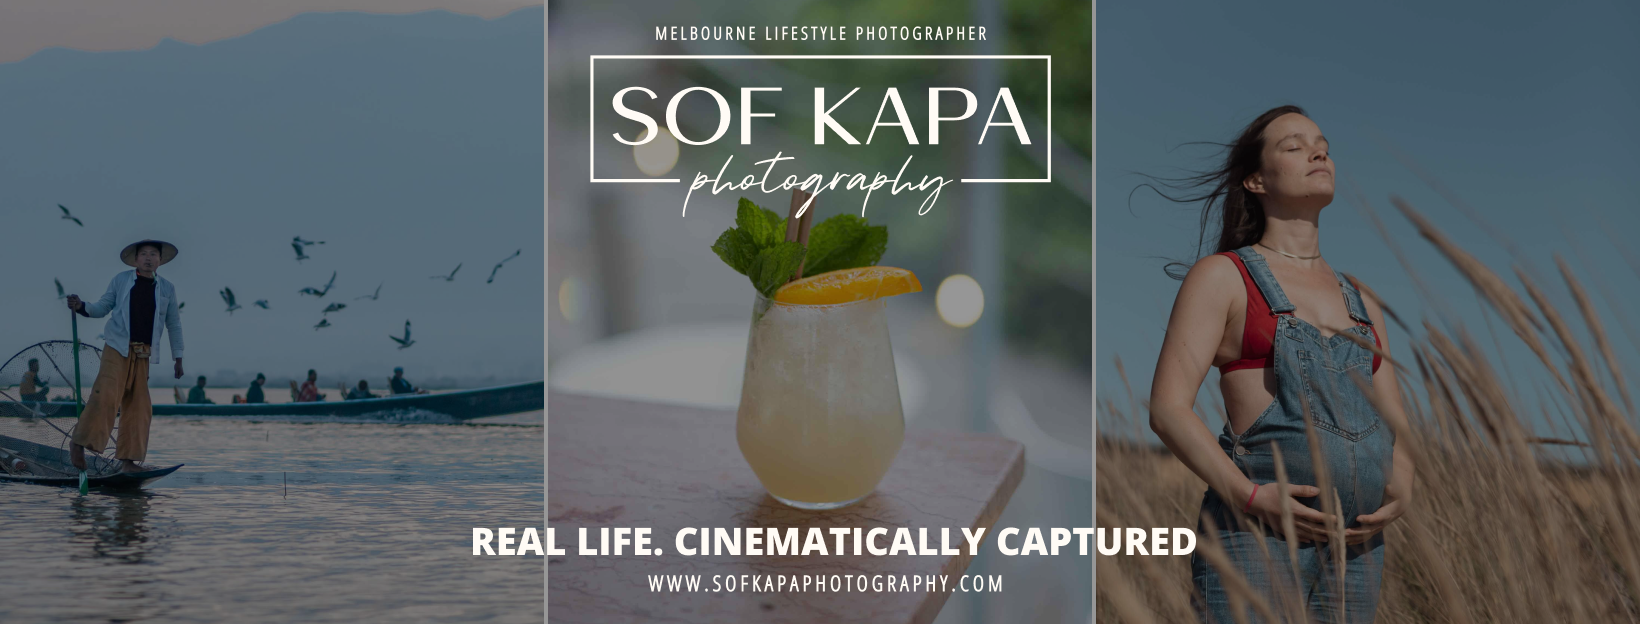 MELBOURNE LIFESTYLE PHOTOGRAPHER
SOF KAPA
photography
REAL LIFE. CINEMATICALLY CAPTURED
WWW.SOFKAPAPHOTOGRAPHY.COM